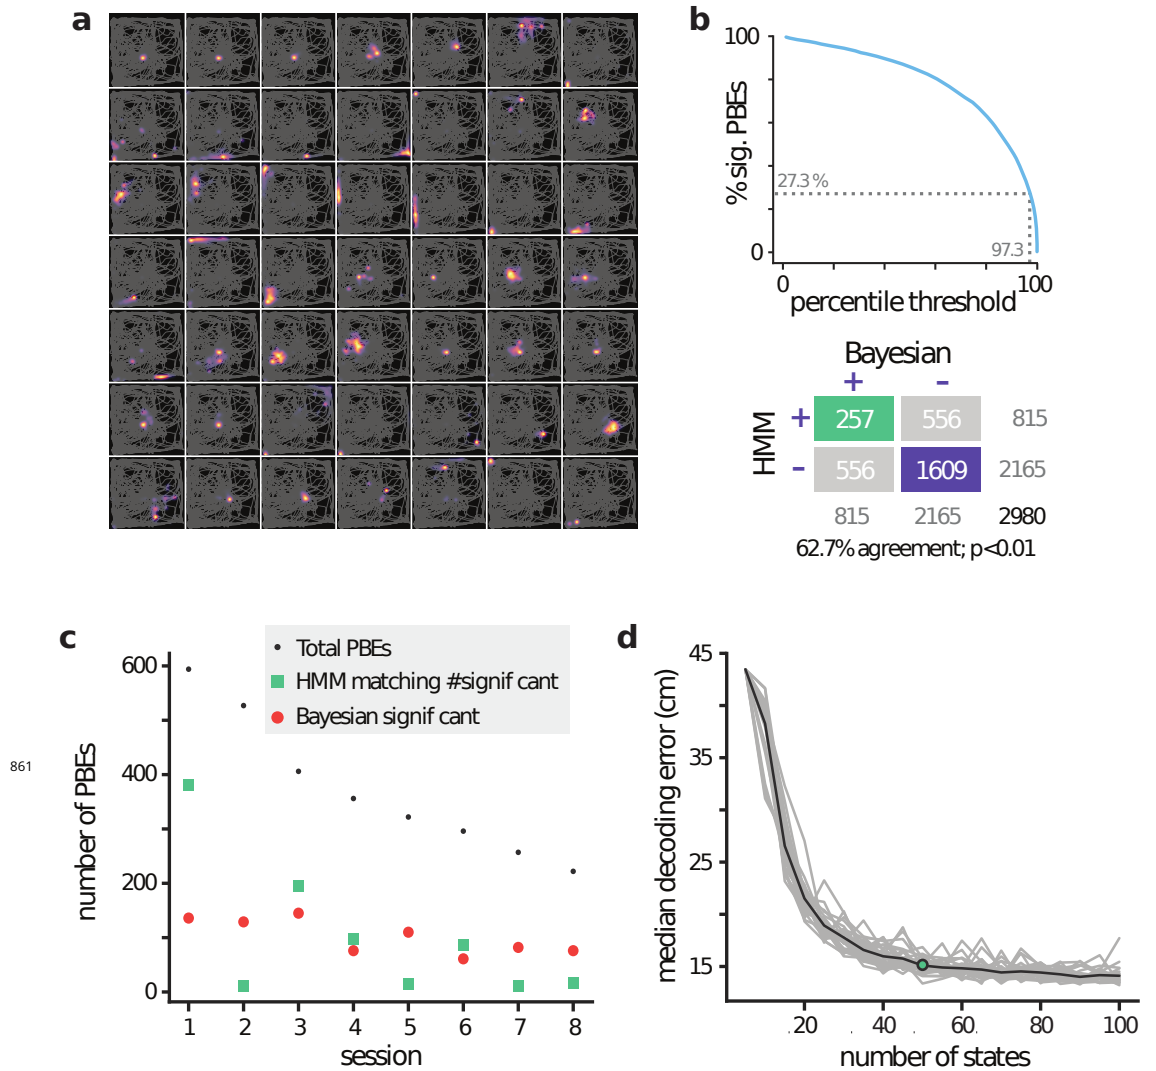 a
b
100
% sig. PBEs
27.3 %
97.3
0
0
100
percentile threshold
Bayesian
+ -
HMM
+ 257 556 815
- 556 1609 2165
815 2165 2980
62.7% agreement; p<0.01
c
Total PBEs
HMM matching #signif cant
Bayesian signif cant
600
400
200
0
number of PBEs
1 2 3 4 5 6 7 8
session
861
d
45
35
25
15
median decoding error (cm)
20 40 60 80 100
number of states